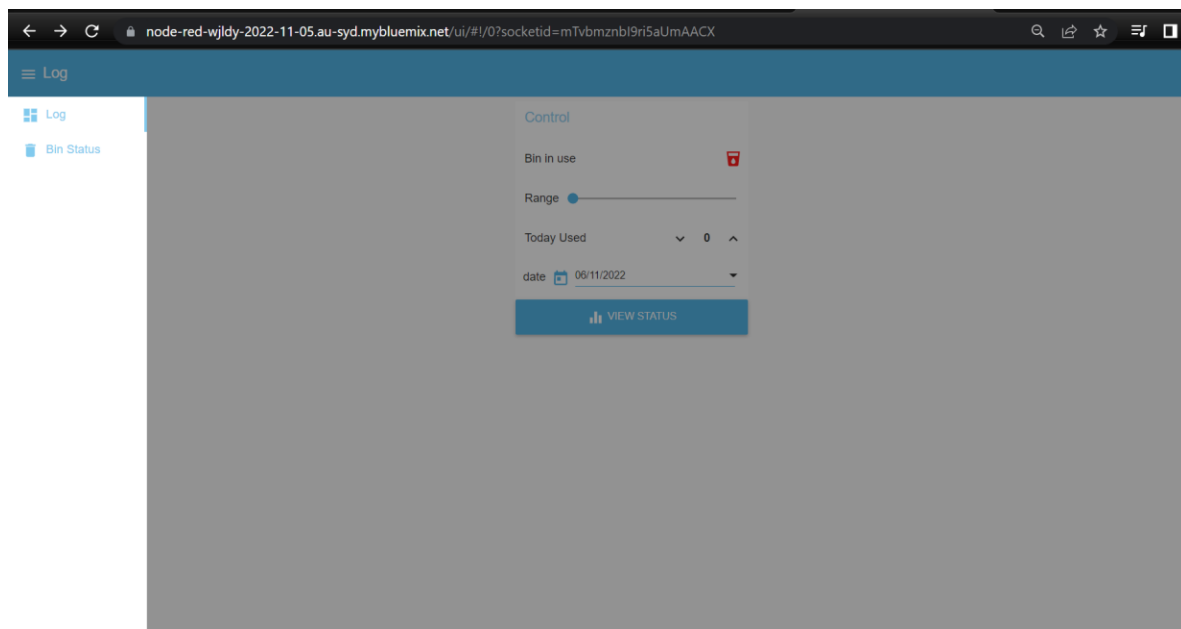 node-red-wjldy-2022-11-05.au-syd.mybluemix.net/ui/#!/0?socketid=mTvbmznbI9ri5aUmAACX
Log
Log
Bin Status
Control
Bin in use
Range
Today Used 0
date 06/11/2022
VIEW STATUS